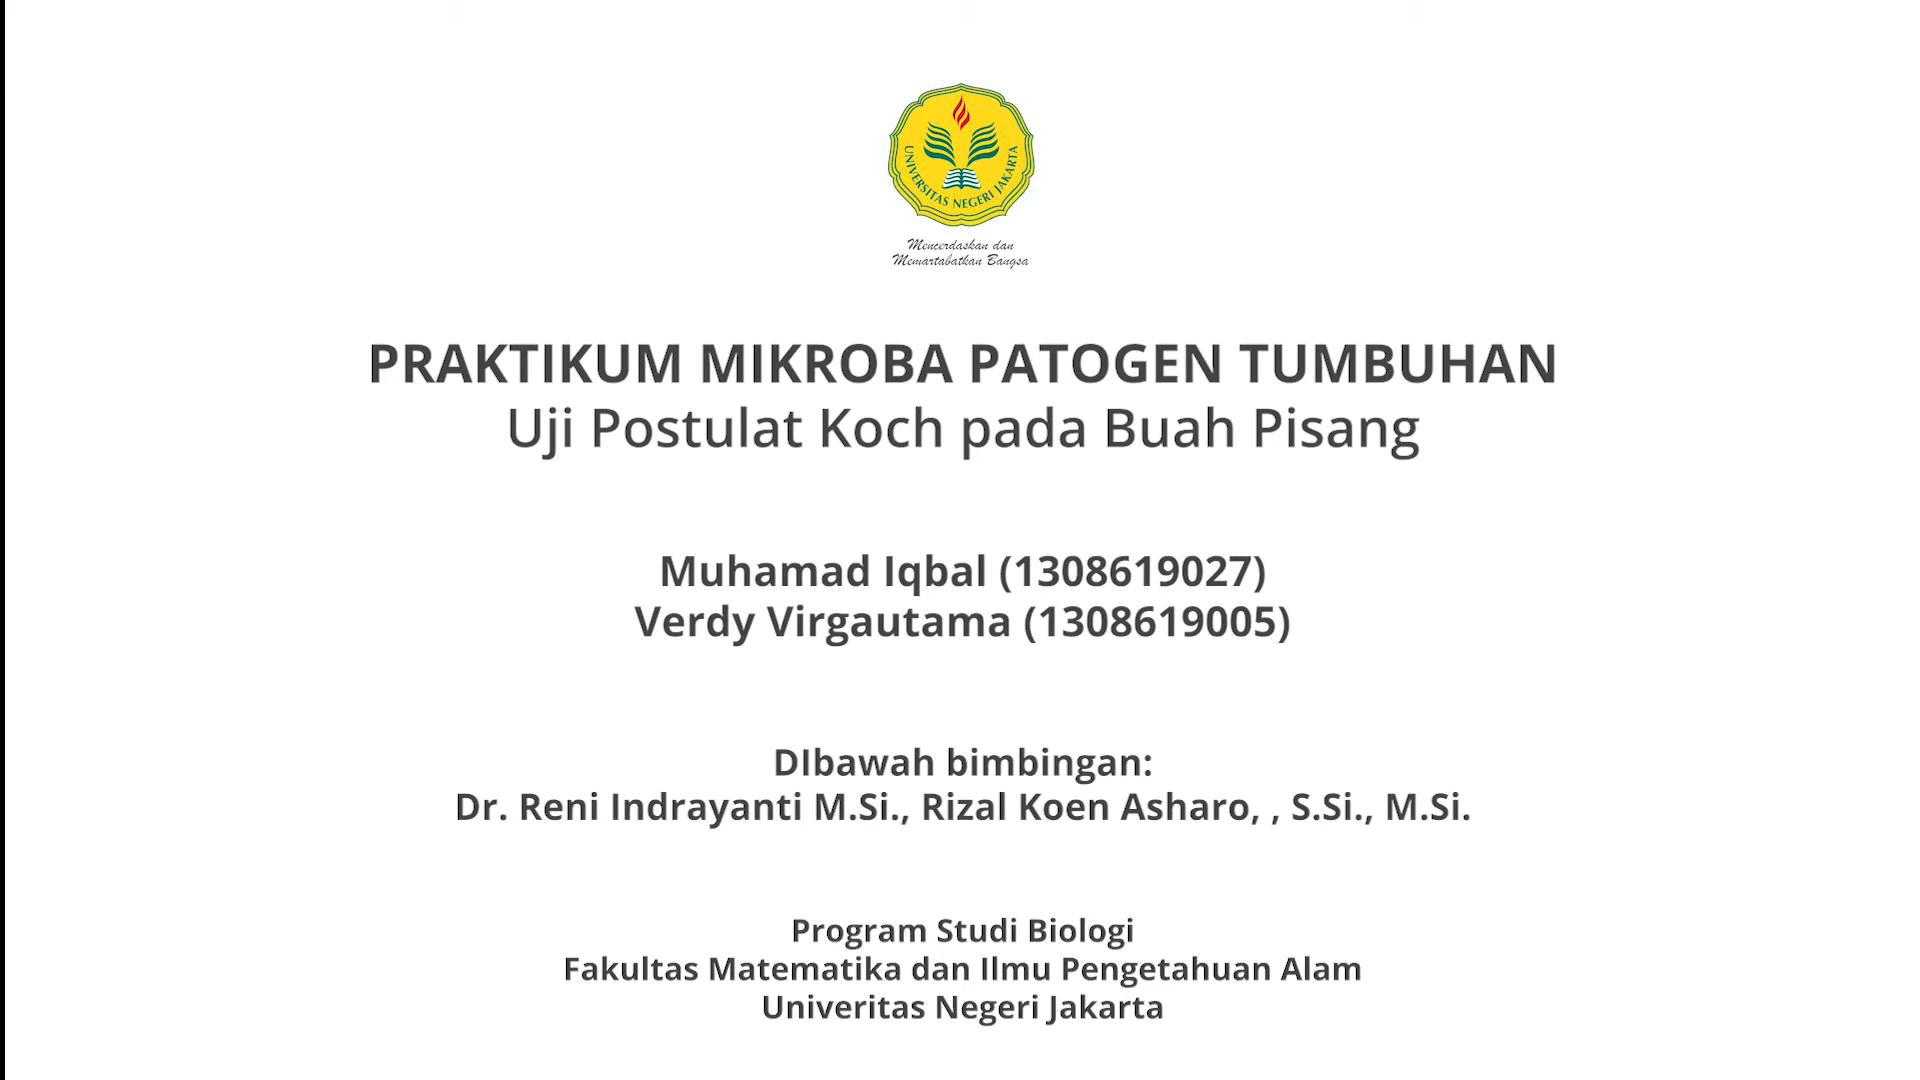 UNIVERSITAS NEGERI JAKARTA
Mencerdaskan dan
Memartabatkan Bangsa
PRAKTIKUM MIKROBA PATOGEN TUMBUHAN
Uji Postulat Koch pada Buah Pisang
Muhamad Iqbal (1308619027)
Verdy Virgautama (1308619005)
DIbawah bimbingan:
Dr. Reni Indrayanti M.Si., Rizal Koen Asharo, , S.Si., M.Si.
Program Studi Biologi
Fakultas Matematika dan Ilmu Pengetahuan Alam
Univeritas Negeri Jakarta